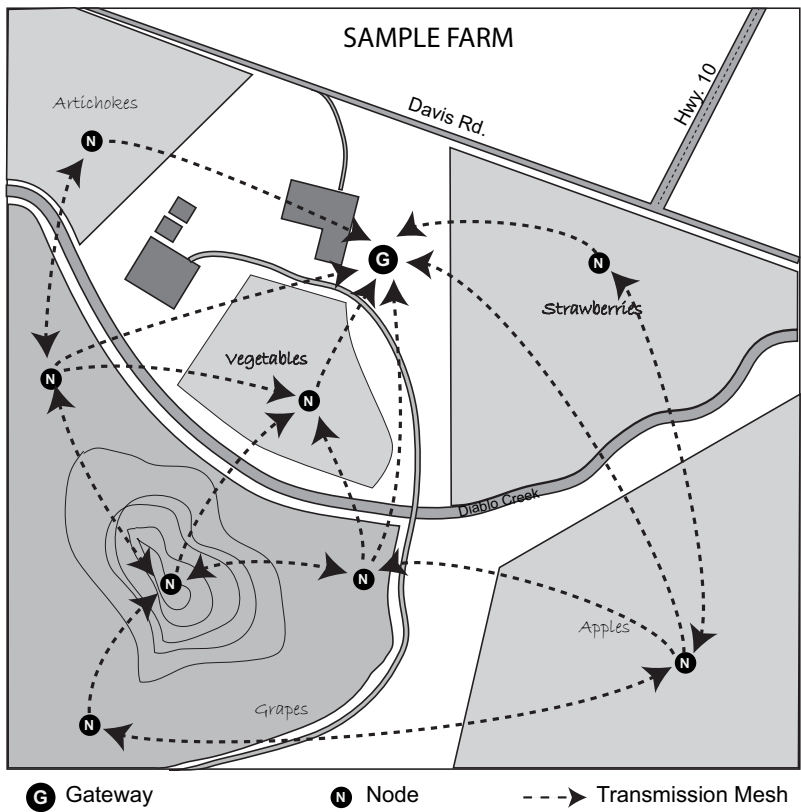 SAMPLE FARM
Artichokes
Davis Rd.
Hwy. 10
N
G
N
Strawberries
Vegetables
N
N
Diablo Creek
N
N
Apples
N
Grapes
N
G Gateway
N Node
Transmission Mesh